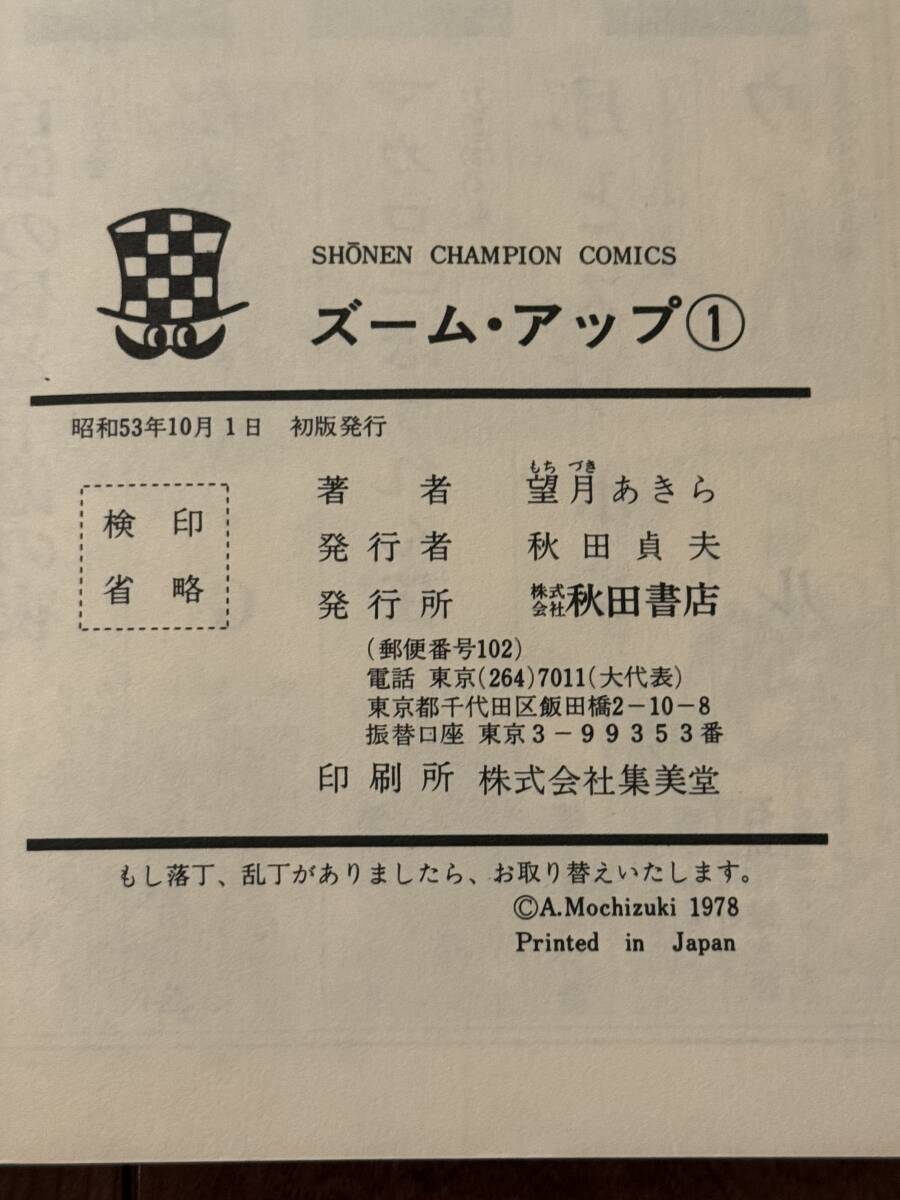 SHŌNEN CHAMPION COMICS
ズーム・アップ①
昭和53年10月1日 初版発行
検印
省略
著者 望月あきら
もち づき
発行者 秋田貞夫
発行所 株式会社秋田書店
(郵便番号102)
電話 東京(264)7011(大代表)
東京都千代田区飯田橋2-10-8
振替口座 東京3-99353番
印刷所 株式会社集美堂
もし落丁、乱丁がありましたら、お取り替えいたします。
©A.Mochizuki 1978
Printed in Japan